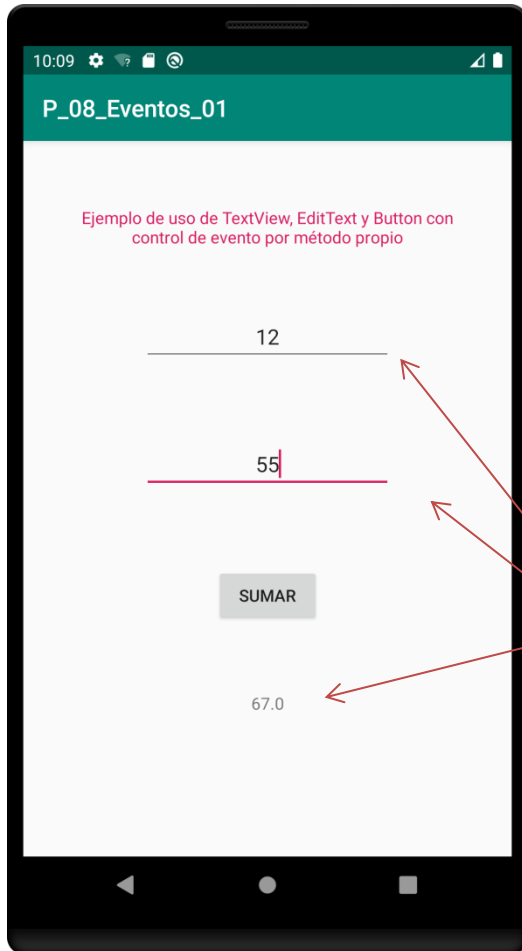 10:09
P_08_Eventos_01
Ejemplo de uso de TextView, EditText y Button con
control de evento por método propio
12
55
SUMAR
67.0